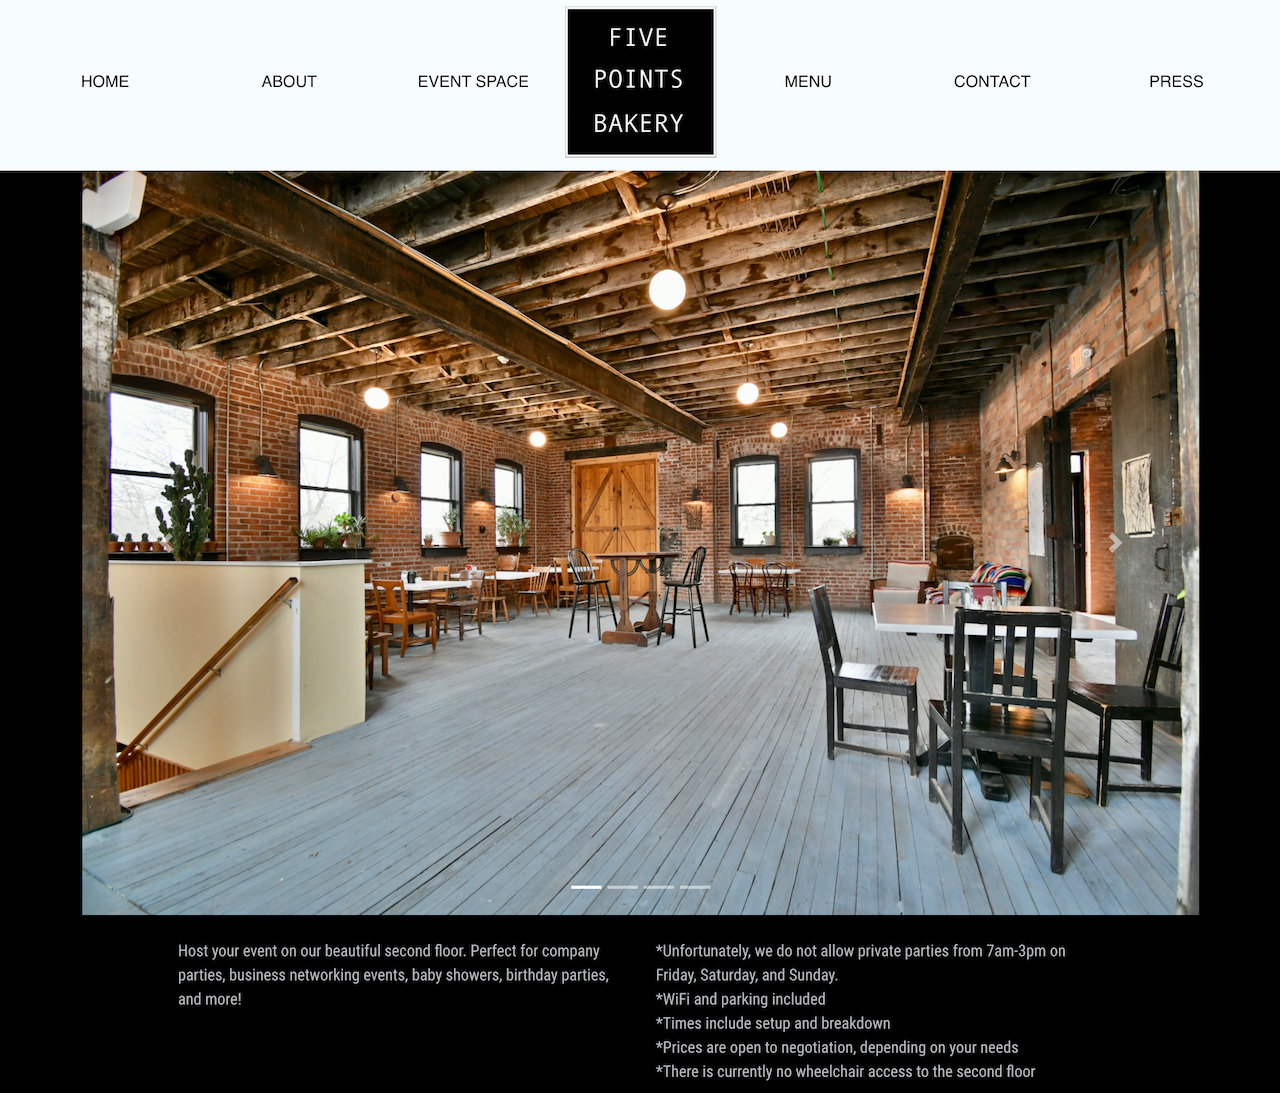 HOME
ABOUT
EVENT SPACE
FIVE
POINTS
BAKERY
MENU
CONTACT
PRESS
Host your event on our beautiful second floor. Perfect for company
parties, business networking events, baby showers, birthday parties,
and more!
*Unfortunately, we do not allow private parties from 7am-3pm on
Friday, Saturday, and Sunday.
*WiFi and parking included
*Times include setup and breakdown
*Prices are open to negotiation, depending on your needs
*There is currently no wheelchair access to the second floor